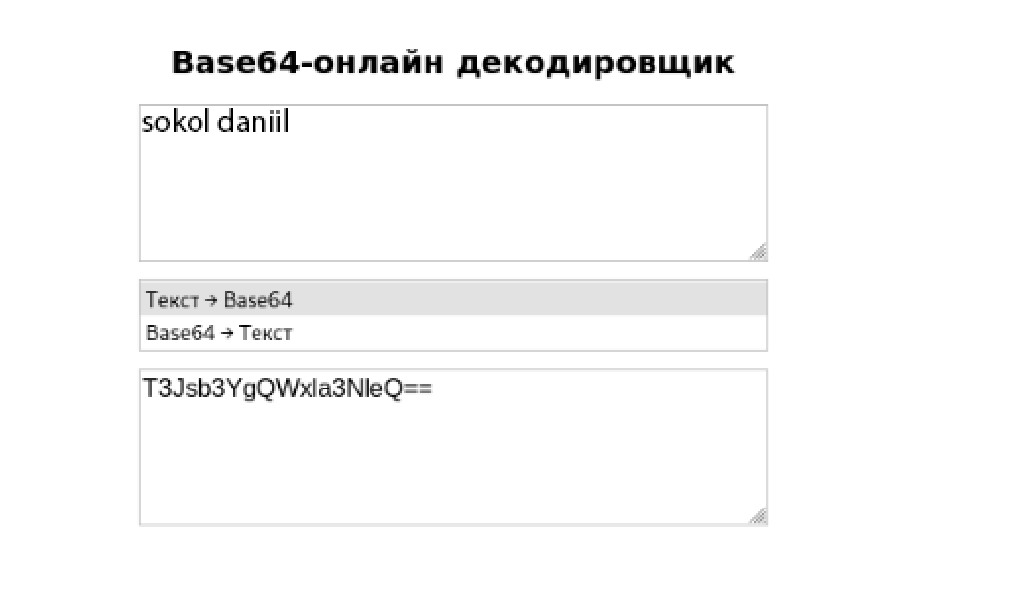 Base64-онлайн декодировщик
sokol daniil
Текст → Base64
Base64 → Текст
T3Jsb3YgQWxla3NleQ==